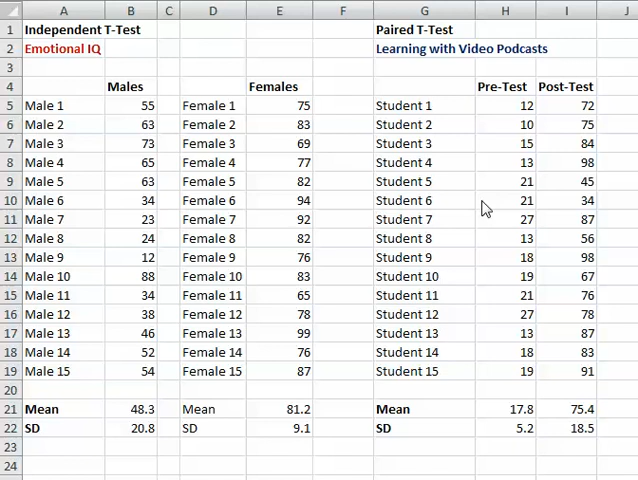 A B C D E F G H I J
1 Independent T-Test Paired T-Test
2 Emotional IQ Learning with Video Podcasts
3
4 Males Females Pre-Test Post-Test
5 Male 1 55 Female 1 75 Student 1 12 72
6 Male 2 63 Female 2 83 Student 2 10 75
7 Male 3 73 Female 3 69 Student 3 15 84
8 Male 4 65 Female 4 77 Student 4 13 98
9 Male 5 63 Female 5 82 Student 5 21 45
10 Male 6 34 Female 6 94 Student 6 21 34
11 Male 7 23 Female 7 92 Student 7 27 87
12 Male 8 24 Female 8 82 Student 8 13 56
13 Male 9 12 Female 9 76 Student 9 18 98
14 Male 10 88 Female 10 83 Student 10 19 67
15 Male 11 34 Female 11 65 Student 11 21 76
16 Male 12 38 Female 12 78 Student 12 27 78
17 Male 13 46 Female 13 99 Student 13 13 87
18 Male 14 52 Female 14 76 Student 14 18 83
19 Male 15 54 Female 15 87 Student 15 19 91
20
21 Mean 48.3 Mean 81.2 Mean 17.8 75.4
22 SD 20.8 SD 9.1 SD 5.2 18.5
23
24